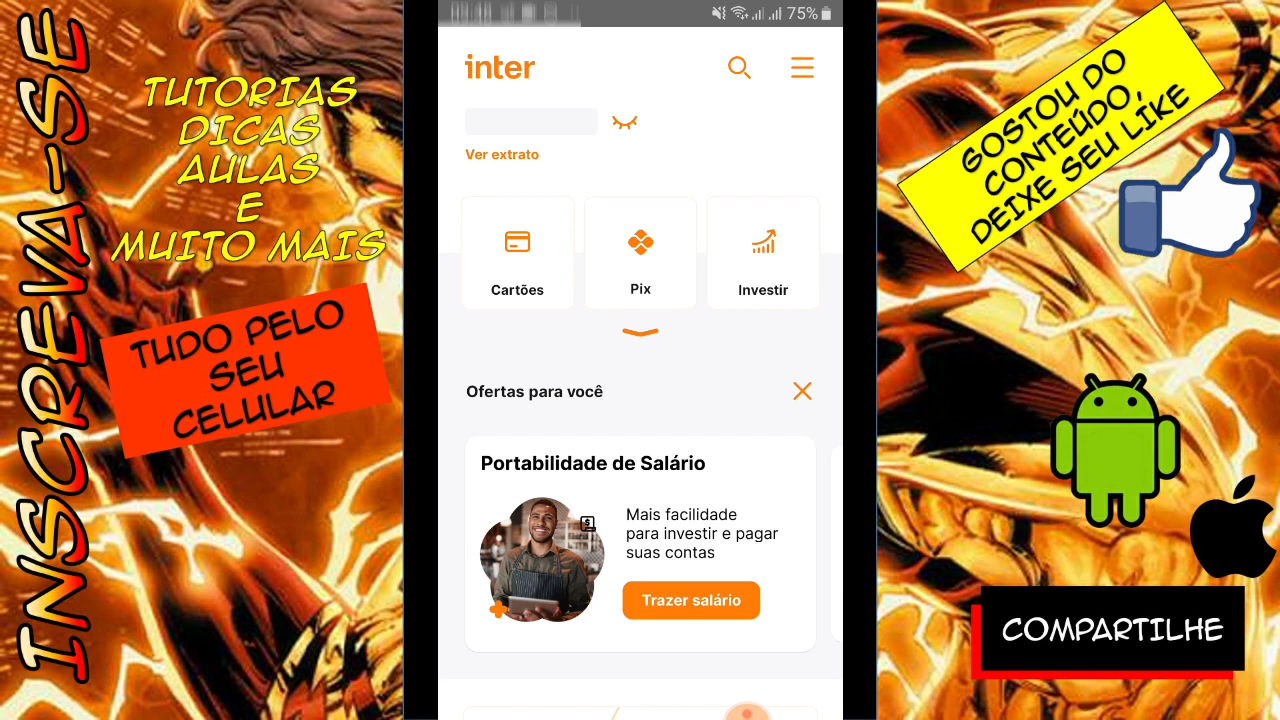 INSCREVA-SE
TUTORIAS
DICAS
AULAS
E
MUITO MAIS
TUDO PELO
SEU
CELULAR
75%
inter
Ver extrato
Cartões
Pix
Investir
Ofertas para você
Portabilidade de Salário
Mais facilidade
para investir e pagar
suas contas
Trazer salário
GOSTOU DO
CONTEÚDO,
DEIXE SEU LIKE
COMPARTILHE